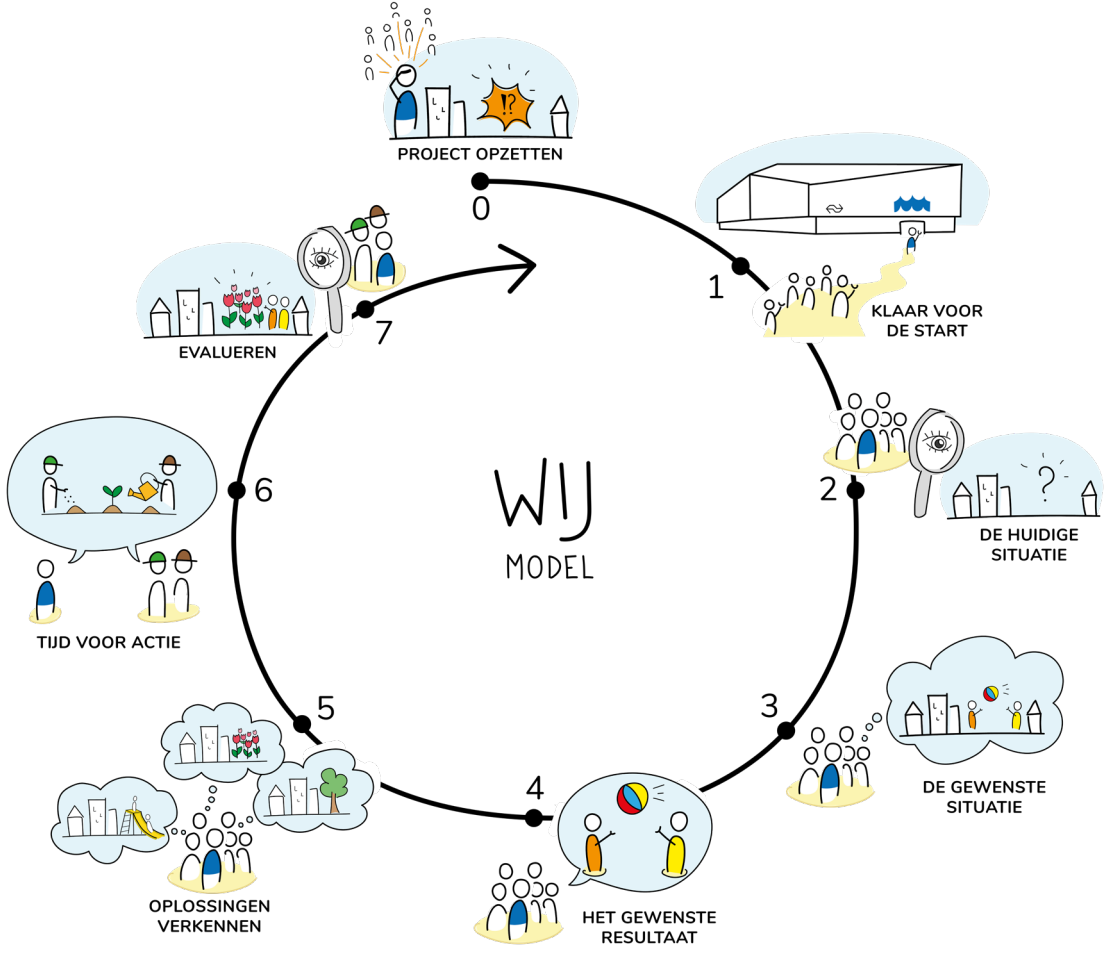 !?
PROJECT OPZETTEN
0
1
KLAAR VOOR
DE START
2
?
DE HUIDIGE
SITUATIE
3
DE GEWENSTE
SITUATIE
4
HET GEWENSTE
RESULTAAT
5
OPLOSSINGEN
VERKENNEN
6
TIJD VOOR ACTIE
7
EVALUEREN
WIJ
MODEL